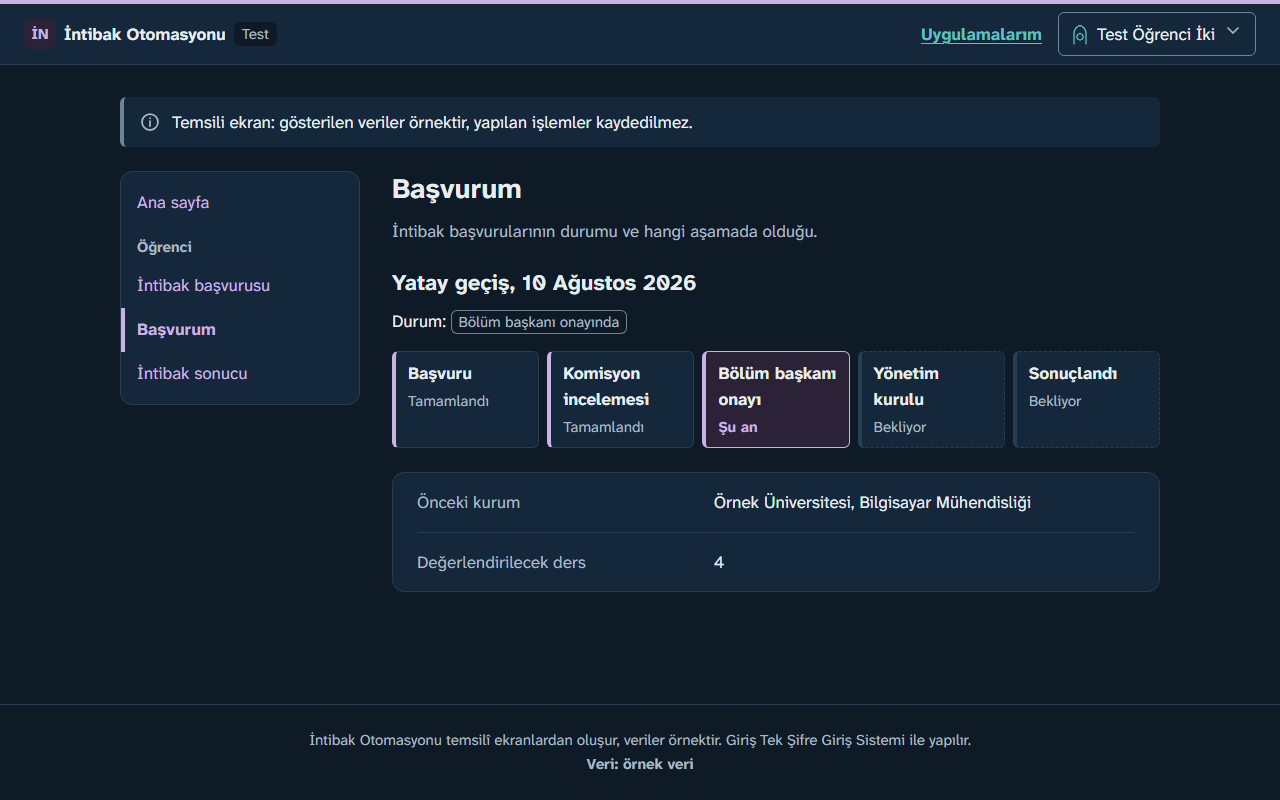 İN İntibak Otomasyonu Test
Uygulamalarım Test Öğrenci İki
Temsili ekran: gösterilen veriler örnektir, yapılan işlemler kaydedilmez.
Ana sayfa
Öğrenci
İntibak başvurusu
Başvurum
İntibak sonucu
Başvurum
İntibak başvurularının durumu ve hangi aşamada olduğu.
Yatay geçiş, 10 Ağustos 2026
Durum: Bölüm başkanı onayında
Başvuru
Tamamlandı
Komisyon
incelemesi
Tamamlandı
Bölüm başkanı
onayı
Şu an
Yönetim
kurulu
Bekliyor
Sonuçlandı
Bekliyor
Önceki kurum Örnek Üniversitesi, Bilgisayar Mühendisliği
Değerlendirilecek ders 4
İntibak Otomasyonu temsilî ekranlardan oluşur, veriler örnektir. Giriş Tek Şifre Giriş Sistemi ile yapılır.
Veri: örnek veri